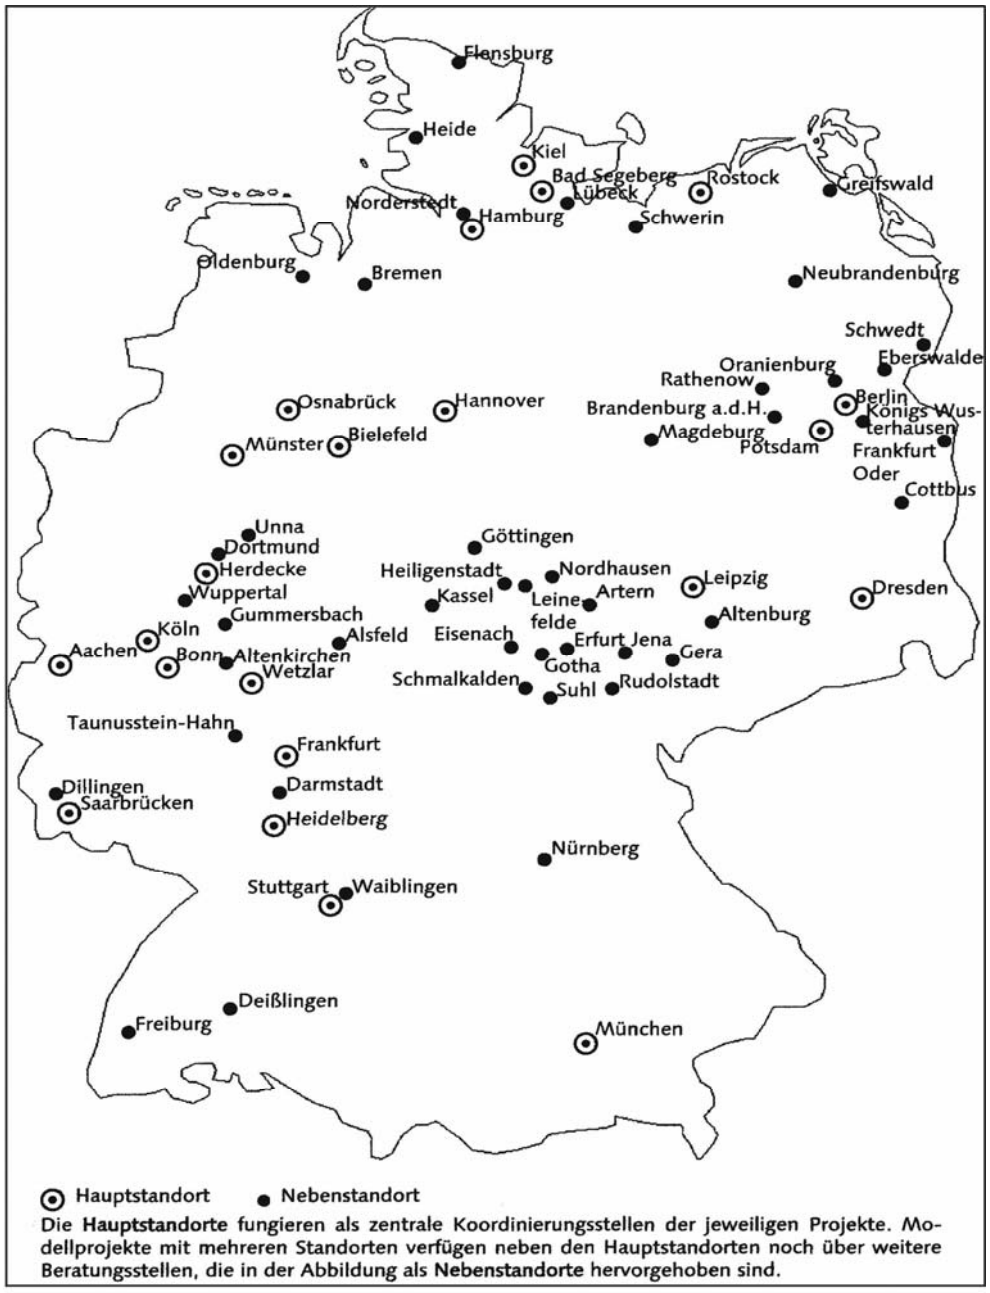 Flensburg
Heide
Kiel
Bad Segeberg
Rostock
Greifswald
Lübeck
Norderstedt
Hamburg
Schwerin
Oldenburg
Bremen
Neubrandenburg
Schwedt
Eberswalde
Oranienburg
Rathenow
Berlin
Osnabrück
Hannover
Brandenburg a.d.H.
Königs Wus-
terhausen
Magdeburg
Bielefeld
Münster
Potsdam
Frankfurt
Oder
Cottbus
Unna
Göttingen
Dortmund
Herdecke
Heiligenstadt
Nordhausen
Leipzig
Dresden
Wuppertal
Kassel
Leine-
felde
Artern
Gummersbach
Altenburg
Köln
Alsfeld
Eisenach
Erfurt
Jena
Aachen
Bonn
Altenkirchen
Gotha
Gera
Wetzlar
Schmalkalden
Suhl
Rudolstadt
Taunusstein-Hahn
Frankfurt
Dillingen
Darmstadt
Saarbrücken
Heidelberg
Nürnberg
Stuttgart
Waiblingen
Deißlingen
Freiburg
München
Hauptstandort
Nebenstandort
Die Hauptstandorte fungieren als zentrale Koordinierungsstellen der jeweiligen Projekte. Mo-
dellprojekte mit mehreren Standorten verfügen neben den Hauptstandorten noch über weitere
Beratungsstellen, die in der Abbildung als Nebenstandorte hervorgehoben sind.